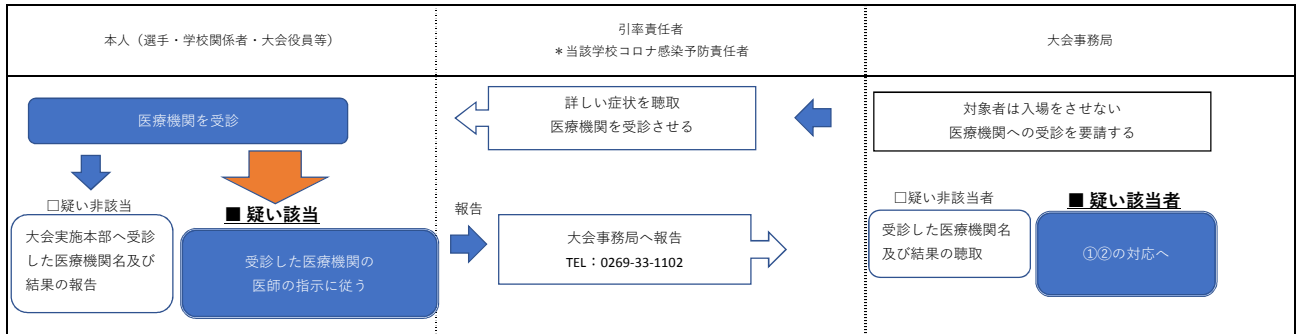 本人（選手・学校関係者・大会役員等）
引率責任者
＊当該学校コロナ感染予防責任者
大会事務局
医療機関を受診
詳しい症状を聴取
医療機関を受診させる
対象者は入場をさせない
医療機関への受診を要請する
□疑い非該当
大会実施本部へ受診
した医療機関名及び
結果の報告
■ 疑い該当
受診した医療機関の
医師の指示に従う
報告
大会事務局へ報告
TEL：0269-33-1102
□疑い非該当者
受診した医療機関名
及び結果の聴取
■ 疑い該当者
①②の対応へ